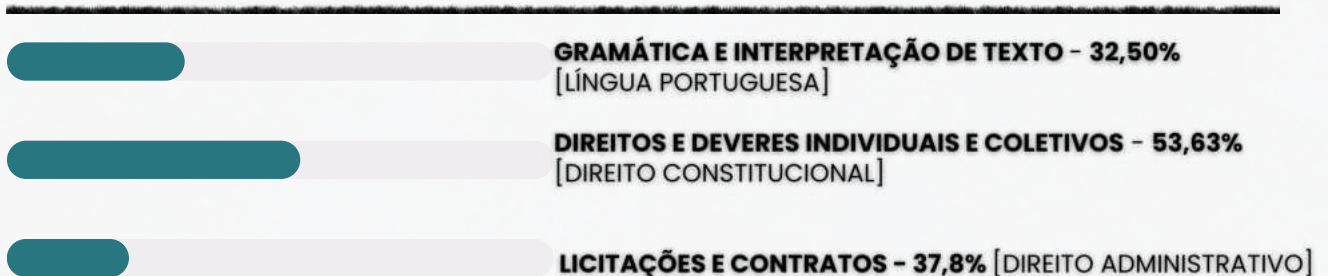 GRAMÁTICA E INTERPRETAÇÃO DE TEXTO - 32,50%
[LÍNGUA PORTUGUESA]
DIREITOS E DEVERES INDIVIDUAIS E COLETIVOS - 53,63%
[DIREITO CONSTITUCIONAL]
LICITAÇÕES E CONTRATOS - 37,8% [DIREITO ADMINISTRATIVO]